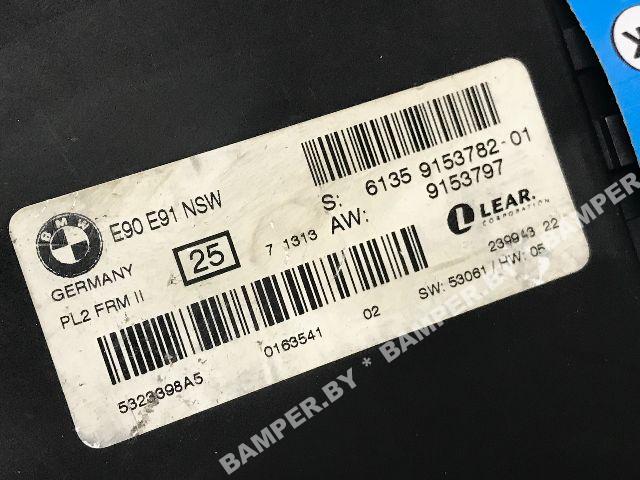 BMW
E90 E91 NSW
S: 6135 9153782-01
25
7 1313
AW: 9153797
LEAR.
CORPORATION
GERMANY
PL2 FRM II
239943 22
5323398A5
0163541
02
SW: 53061 / HW: 05
BAMPER.BY * BAMPER.BY * BAMPER